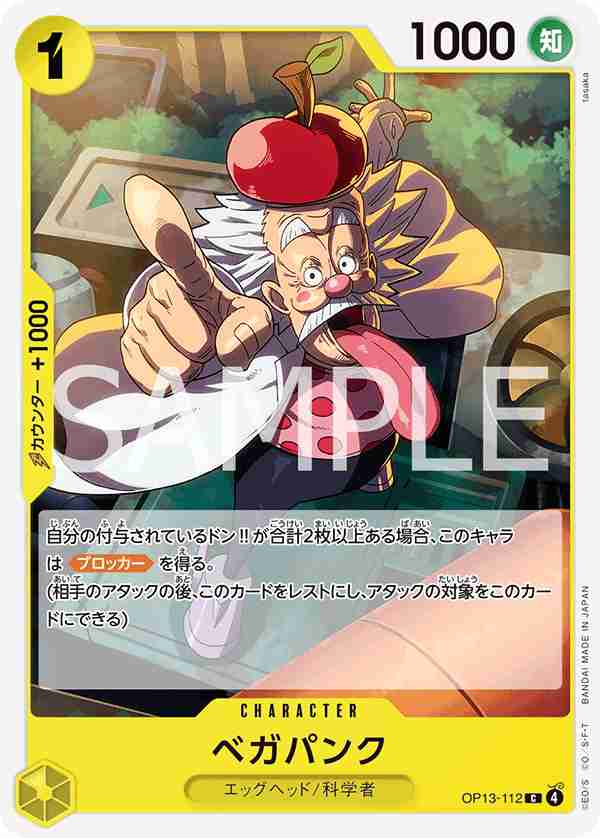 1
1000
知
tasaka
カウンター +1000
SAMPLE
自分の付与されているドン!!が合計2枚以上ある場合、このキャラ
は ブロッカー を得る。
(相手のアタックの後、このカードをレストにし、アタックの対象をこのカー
ドにできる)
CHARACTER
ベガパンク
エッグヘッド/科学者
OP13-112 C 4
©E.O/S ©O/S・F・T BANDAI MADE IN JAPAN